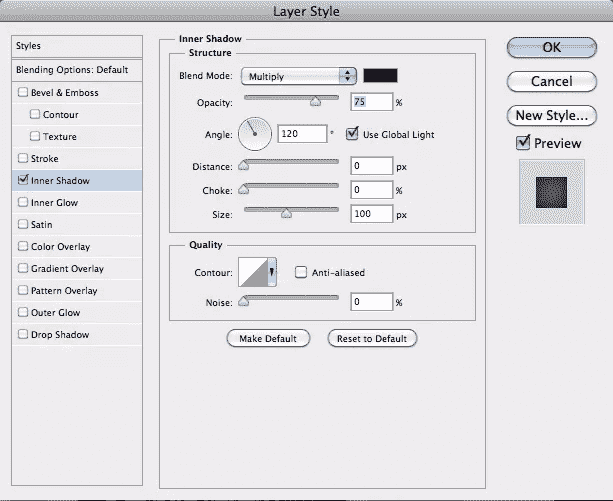 Layer Style
Styles
Blending Options: Default
Bevel & Emboss
Contour
Texture
Stroke
Inner Shadow
Inner Glow
Satin
Color Overlay
Gradient Overlay
Pattern Overlay
Outer Glow
Drop Shadow
Inner Shadow
Structure
Blend Mode: Multiply
Opacity: 75 %
Angle: 120 ° Use Global Light
Distance: 0 px
Choke: 0 %
Size: 100 px
Quality
Contour: Anti-aliased
Noise: 0 %
Make Default Reset to Default
OK
Cancel
New Style...
Preview